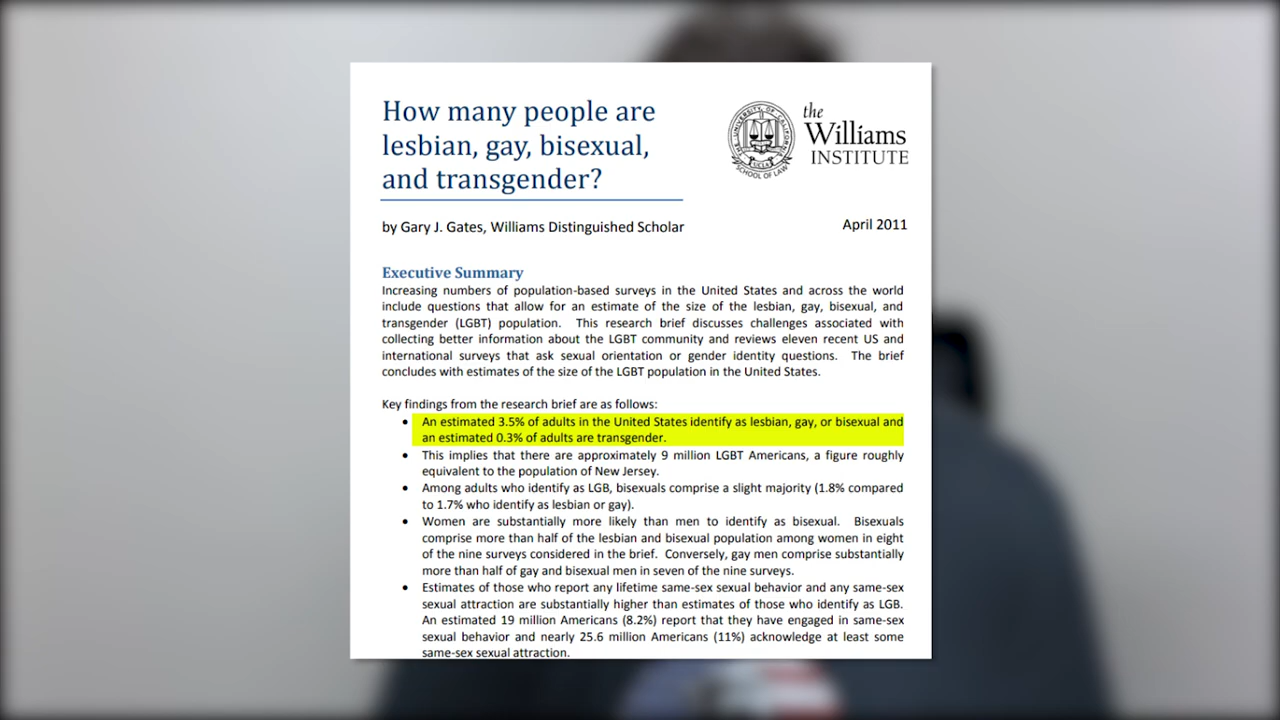 How many people are
lesbian, gay, bisexual,
and transgender?
the
Williams
INSTITUTE
THE UNIVERSITY OF CALIFORNIA
UCLA
SCHOOL OF LAW
by Gary J. Gates, Williams Distinguished Scholar
April 2011
Executive Summary
Increasing numbers of population-based surveys in the United States and across the world
include questions that allow for an estimate of the size of the lesbian, gay, bisexual, and
transgender (LGBT) population. This research brief discusses challenges associated with
collecting better information about the LGBT community and reviews eleven recent US and
international surveys that ask sexual orientation or gender identity questions. The brief
concludes with estimates of the size of the LGBT population in the United States.
Key findings from the research brief are as follows:
• An estimated 3.5% of adults in the United States identify as lesbian, gay, or bisexual and
an estimated 0.3% of adults are transgender.
• This implies that there are approximately 9 million LGBT Americans, a figure roughly
equivalent to the population of New Jersey.
• Among adults who identify as LGB, bisexuals comprise a slight majority (1.8% compared
to 1.7% who identify as lesbian or gay).
• Women are substantially more likely than men to identify as bisexual. Bisexuals
comprise more than half of the lesbian and bisexual population among women in eight
of the nine surveys considered in the brief. Conversely, gay men comprise substantially
more than half of gay and bisexual men in seven of the nine surveys.
• Estimates of those who report any lifetime same-sex sexual behavior and any same-sex
sexual attraction are substantially higher than estimates of those who identify as LGB.
An estimated 19 million Americans (8.2%) report that they have engaged in same-sex
sexual behavior and nearly 25.6 million Americans (11%) acknowledge at least some
same-sex sexual attraction.